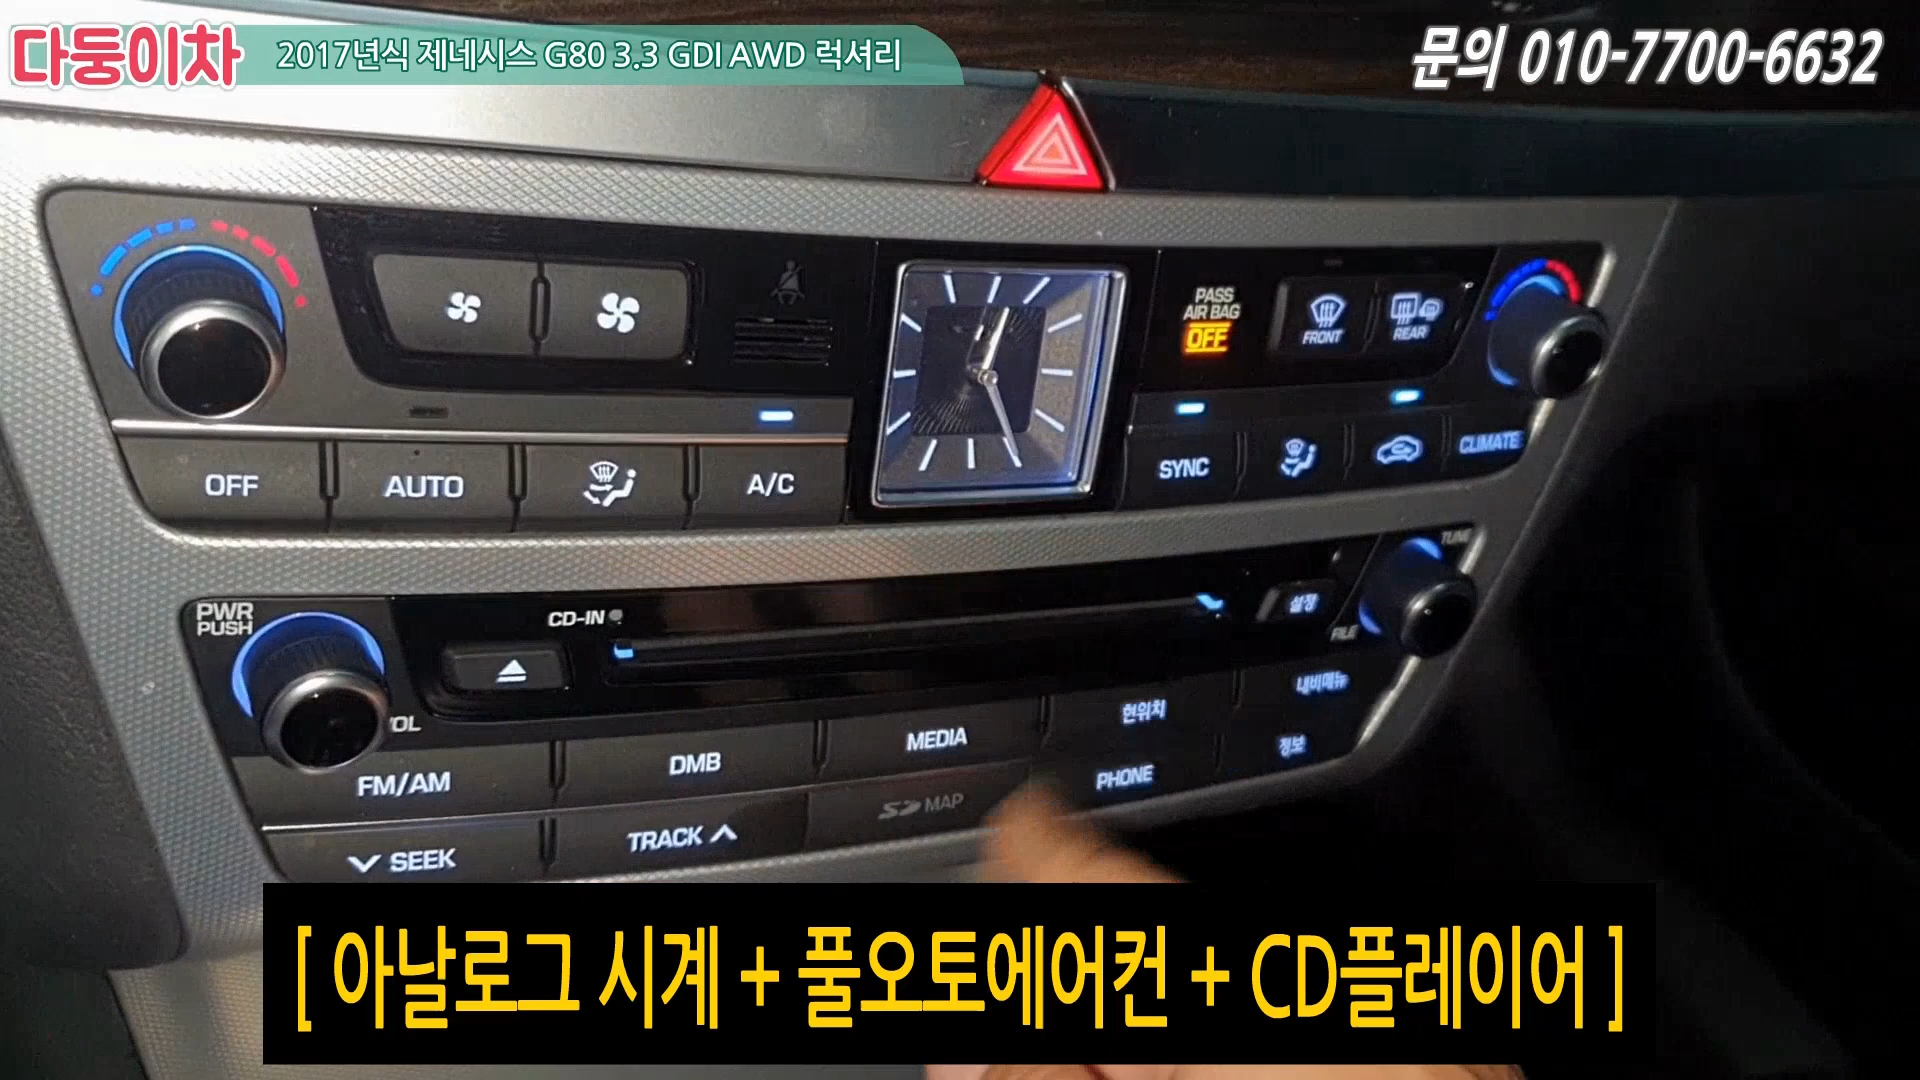 다둥이차
2017년식 제네시스 G80 3.3 GDI AWD 럭셔리
문의 010-7700-6632
PASS
AIR BAG
OFF
FRONT
REAR
OFF
AUTO
A/C
SYNC
CLIMATE
PWR
PUSH
VOL
CD-IN
설정
TUNE
FILE
FM/AM
DMB
MEDIA
현위치
내비메뉴
SEEK
TRACK
SD MAP
PHONE
정보
[ 아날로그 시계 + 풀오토에어컨 + CD플레이어 ]